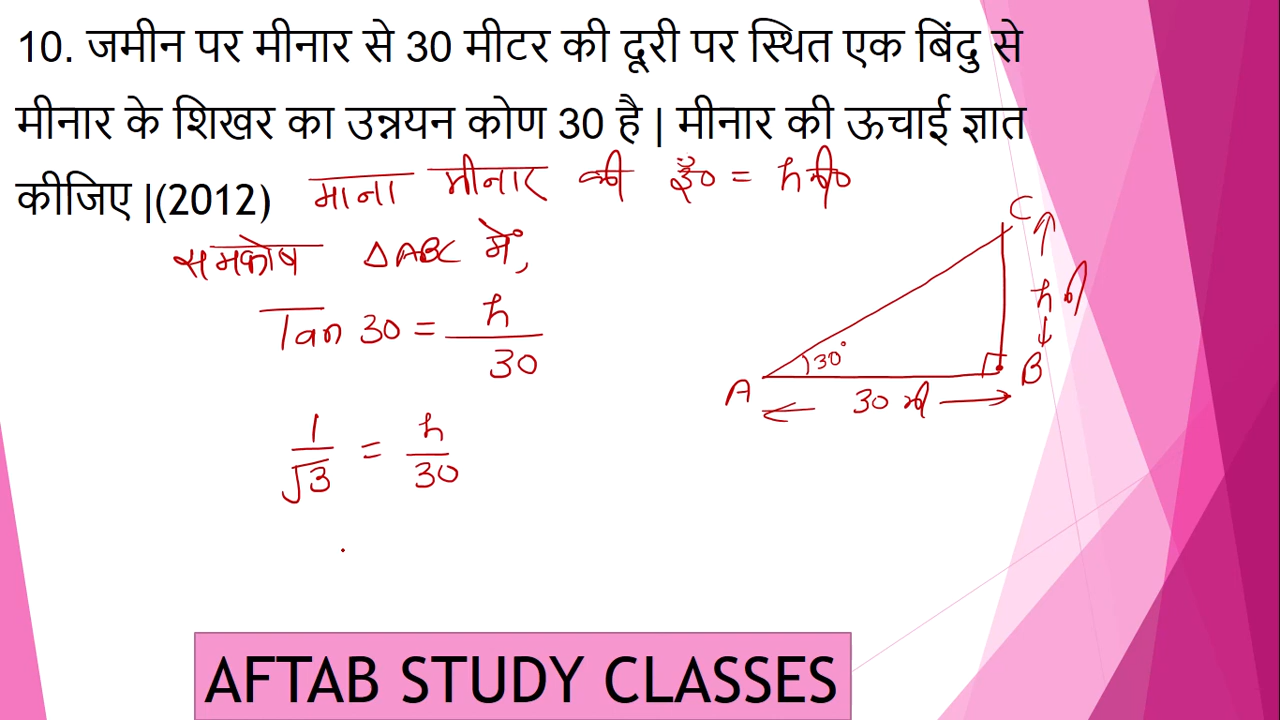 10. जमीन पर मीनार से 30 मीटर की दूरी पर स्थित एक बिंदु से
मीनार के शिखर का उन्नयन कोण 30 है | मीनार की ऊचाई ज्ञात
कीजिए |(2012) माना मीनार की ऊँ० = h मी०
समकोण ΔABC में,
Tan 30 = h/30
1/√3 = h/30
C
h मी
30°
A
B
30 मी
AFTAB STUDY CLASSES